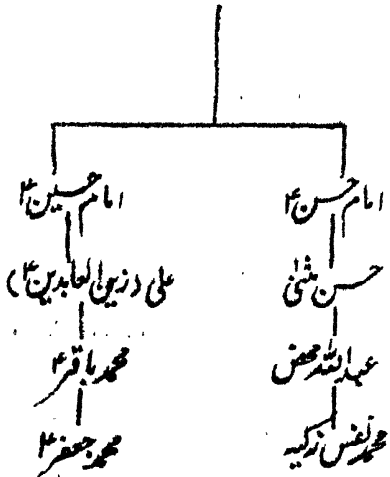 امام حسن ؑ امام حسین ؑ
حسن مثنیٰ علی (زین العابدین ؑ)
عبداللہ محض محمد باقر ؑ
محمد نفس زکیہ محمد جعفر ؑ